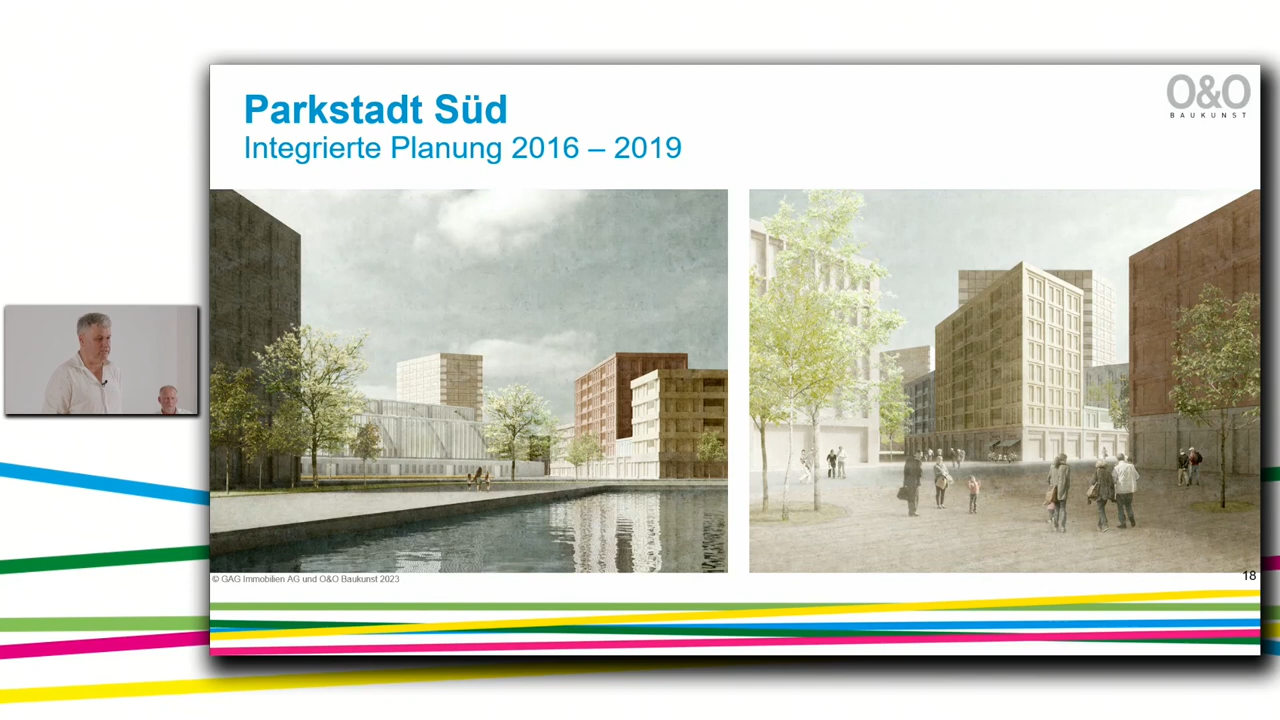 Parkstadt Süd
Integrierte Planung 2016 – 2019
O&O
BAUKUNST
© GAG Immobilien AG und O&O Baukunst 2023
18